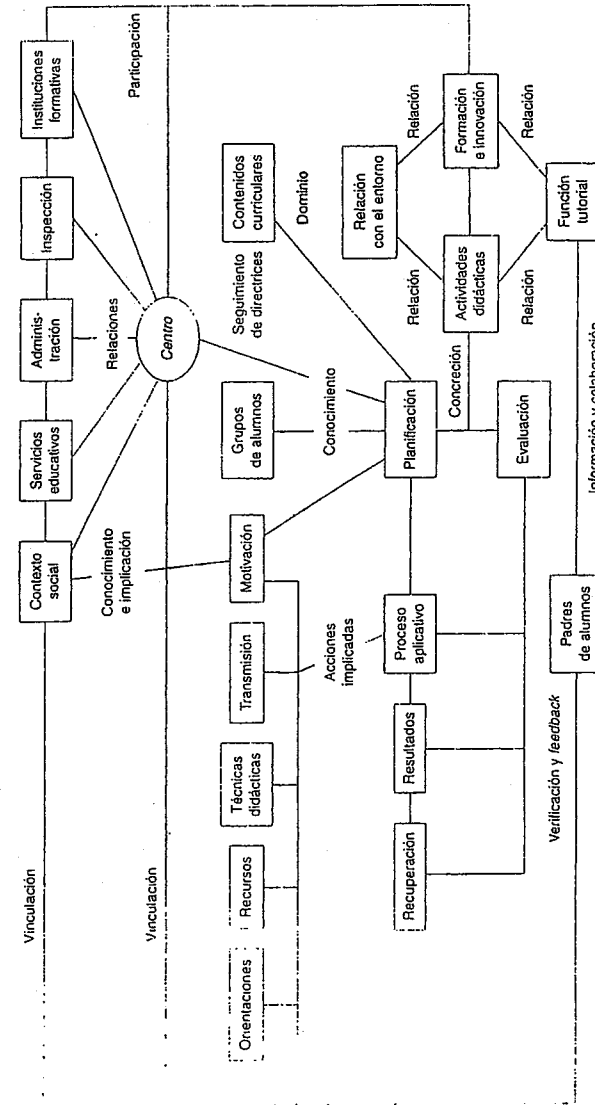 Vinculación
Contexto
social
Servicios
educativos
Adminis-
tración
Inspección
Instituciones
formativas
Conocimiento
e implicación
Relaciones
Participación
Vinculación
Centro
Orientaciones
Recursos
Técnicas
didácticas
Transmisión
Motivación
Grupos
de alumnos
Seguimiento
de directrices
Contenidos
curriculares
Acciones
implicadas
Conocimiento
Dominio
Recuperación
Resultados
Proceso
aplicativo
Planificación
Relación
con el entorno
Concreción
Relación
Relación
Evaluación
Actividades
didácticas
Formación
e innovación
Relación
Relación
Verificación y feedback
Padres
de alumnos
Información y colaboración
Función
tutorial